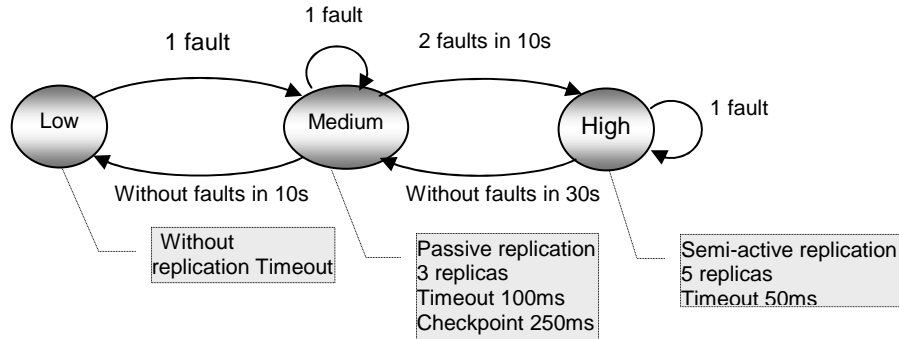 1 fault
1 fault
2 faults in 10s
Low
Medium
High
1 fault
Without faults in 10s
Without faults in 30s
Without
replication Timeout
Passive replication
3 replicas
Timeout 100ms
Checkpoint 250ms
Semi-active replication
5 replicas
Timeout 50ms